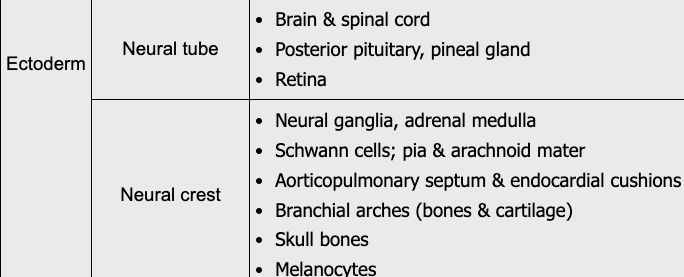 Ectoderm
Neural tube
• Brain & spinal cord
• Posterior pituitary, pineal gland
• Retina
Neural crest
• Neural ganglia, adrenal medulla
• Schwann cells; pia & arachnoid mater
• Aorticopulmonary septum & endocardial cushions
• Branchial arches (bones & cartilage)
• Skull bones
• Melanocytes